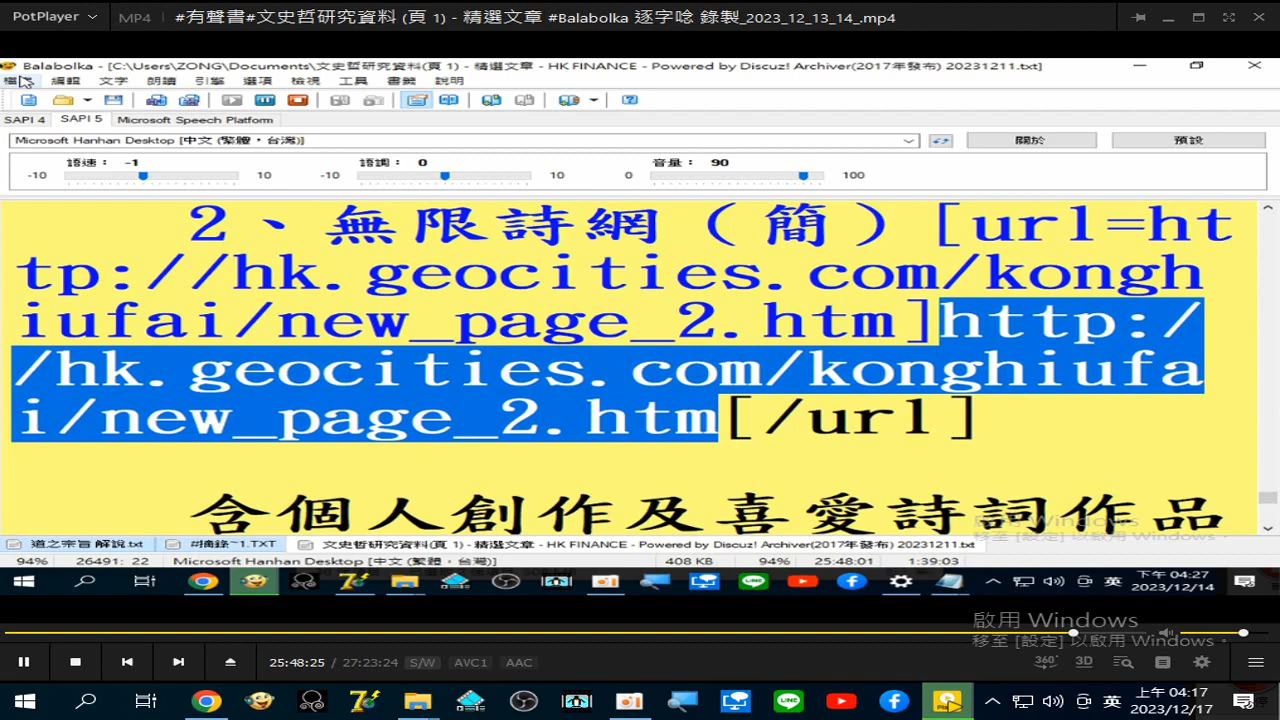 PotPlayer MP4 #有聲書#文史哲研究資料 (頁 1) - 精選文章 #Balabolka 逐字唸 錄製_2023_12_13_14_.mp4
Balabolka - [C:\Users\ZONG\Documents\文史哲研究資料(頁 1) - 精選文章 - HK FINANCE - Powered by Discuz! Archiver(2017年發布) 20231211.txt]
檔案 編輯 文字 朗讀 引擎 選項 檢視 工具 書籤 說明
SAPI 4 SAPI 5 Microsoft Speech Platform
Microsoft Hanhan Desktop [中文 (繁體，台灣)] 關於 預設
語速： -1 語調： 0 音量： 90
-10 10 -10 10 0 100
2、無限詩網（簡）[url=ht
tp://hk.geocities.com/kongh
iufai/new_page_2.htm]http:/
/hk.geocities.com/konghiufa
i/new_page_2.htm[/url]
含個人創作及喜愛詩詞作品
啟用 Windows
移至 [設定] 以啟用 Windows。
道之宗旨 解說.txt #摘錄~1.TXT 文史哲研究資料(頁 1) - 精選文章 - HK FINANCE - Powered by Discuz! Archiver(2017年發布) 20231211.txt
94% 26491: 22 Microsoft Hanhan Desktop [中文 (繁體，台灣)] 408 KB 94% 25:48:01 1:39:03
英 下午 04:27
2023/12/14
啟用 Windows
移至 [設定] 以啟用 Windows。
25:48:25 / 27:23:24 S/W AVC1 AAC 360° 3D
英 上午 04:17
2023/12/17